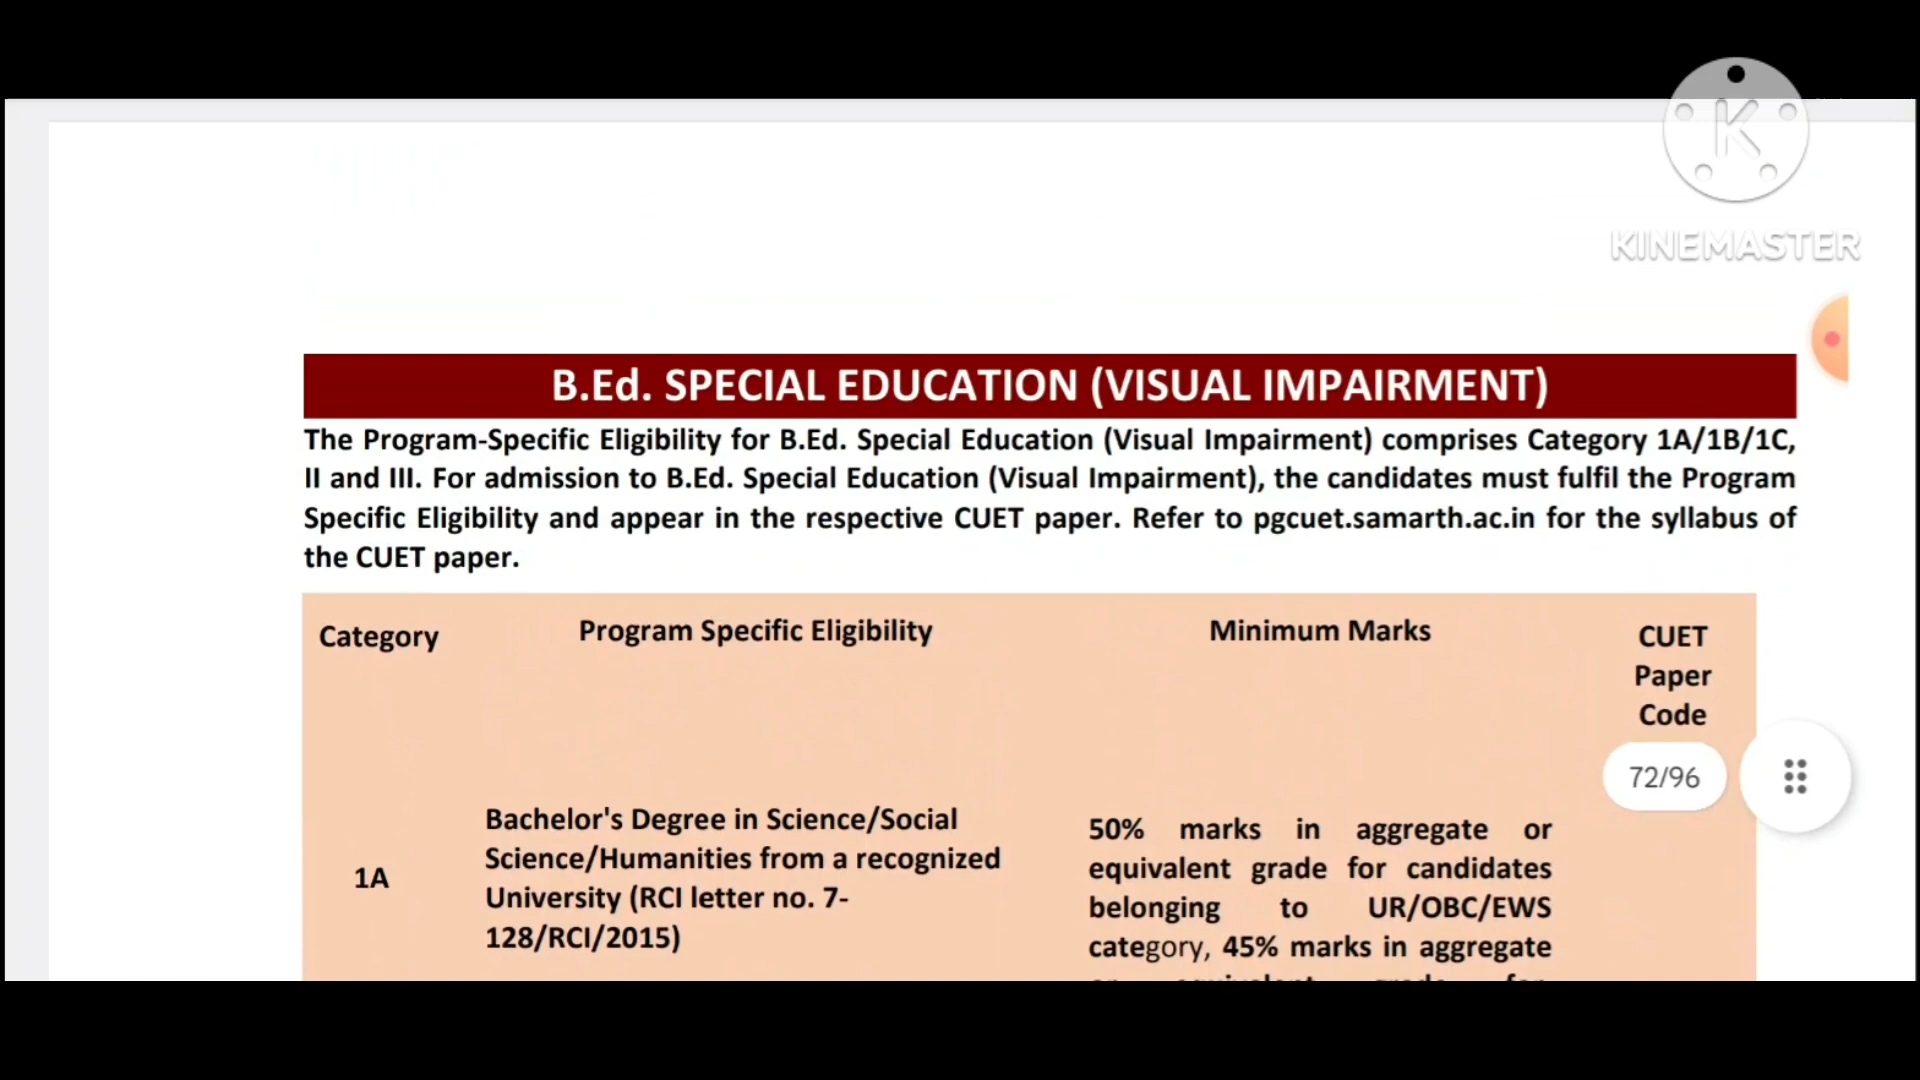 K
KINEMASTER
B.Ed. SPECIAL EDUCATION (VISUAL IMPAIRMENT)
The Program-Specific Eligibility for B.Ed. Special Education (Visual Impairment) comprises Category 1A/1B/1C,
II and III. For admission to B.Ed. Special Education (Visual Impairment), the candidates must fulfil the Program
Specific Eligibility and appear in the respective CUET paper. Refer to pgcuet.samarth.ac.in for the syllabus of
the CUET paper.
Category
Program Specific Eligibility
Minimum Marks
CUET
Paper
Code
72/96
1A
Bachelor's Degree in Science/Social
Science/Humanities from a recognized
University (RCI letter no. 7-
128/RCI/2015)
50% marks in aggregate or
equivalent grade for candidates
belonging to UR/OBC/EWS
category, 45% marks in aggregate